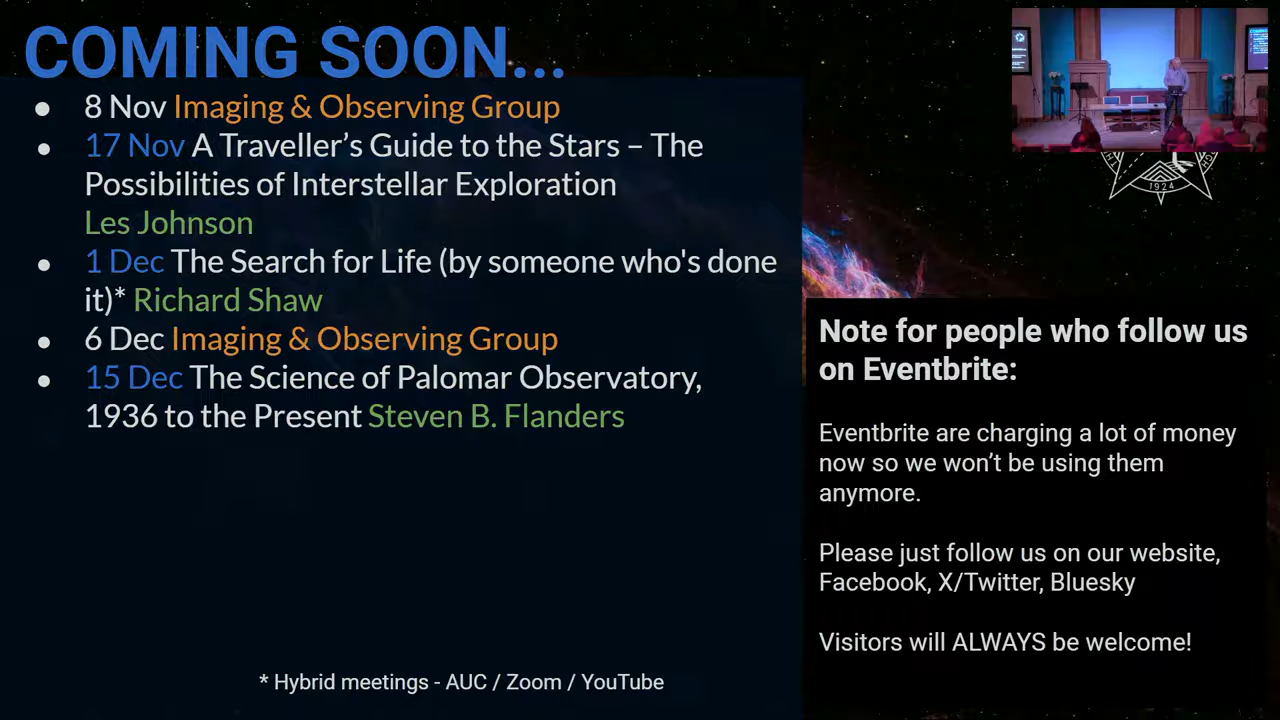 COMING SOON...
● 8 Nov Imaging & Observing Group
● 17 Nov A Traveller’s Guide to the Stars – The
Possibilities of Interstellar Exploration
Les Johnson
● 1 Dec The Search for Life (by someone who's done
it)* Richard Shaw
● 6 Dec Imaging & Observing Group
● 15 Dec The Science of Palomar Observatory,
1936 to the Present Steven B. Flanders
* Hybrid meetings - AUC / Zoom / YouTube
1924
Note for people who follow us
on Eventbrite:
Eventbrite are charging a lot of money
now so we won’t be using them
anymore.
Please just follow us on our website,
Facebook, X/Twitter, Bluesky
Visitors will ALWAYS be welcome!